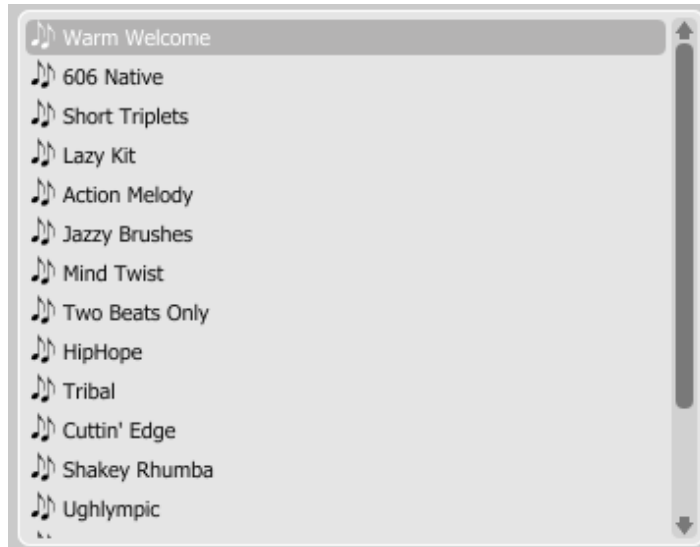 Warm Welcome
606 Native
Short Triplets
Lazy Kit
Action Melody
Jazzy Brushes
Mind Twist
Two Beats Only
HipHope
Tribal
Cuttin' Edge
Shakey Rhumba
Ughlympic